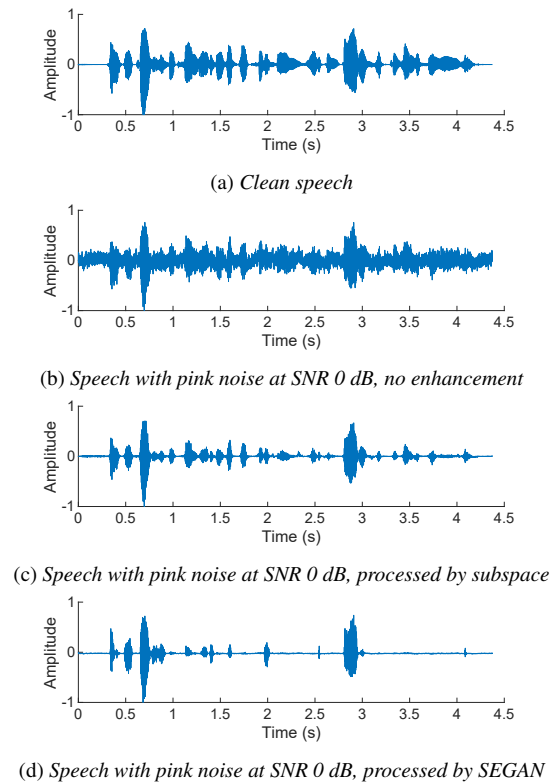 1
0
-1
Amplitude
0 0.5 1 1.5 2 2.5 3 3.5 4 4.5
Time (s)
(a) Clean speech
1
0
-1
Amplitude
0 0.5 1 1.5 2 2.5 3 3.5 4 4.5
Time (s)
(b) Speech with pink noise at SNR 0 dB, no enhancement
1
0
-1
Amplitude
0 0.5 1 1.5 2 2.5 3 3.5 4 4.5
Time (s)
(c) Speech with pink noise at SNR 0 dB, processed by subspace
1
0
-1
Amplitude
0 0.5 1 1.5 2 2.5 3 3.5 4 4.5
Time (s)
(d) Speech with pink noise at SNR 0 dB, processed by SEGAN